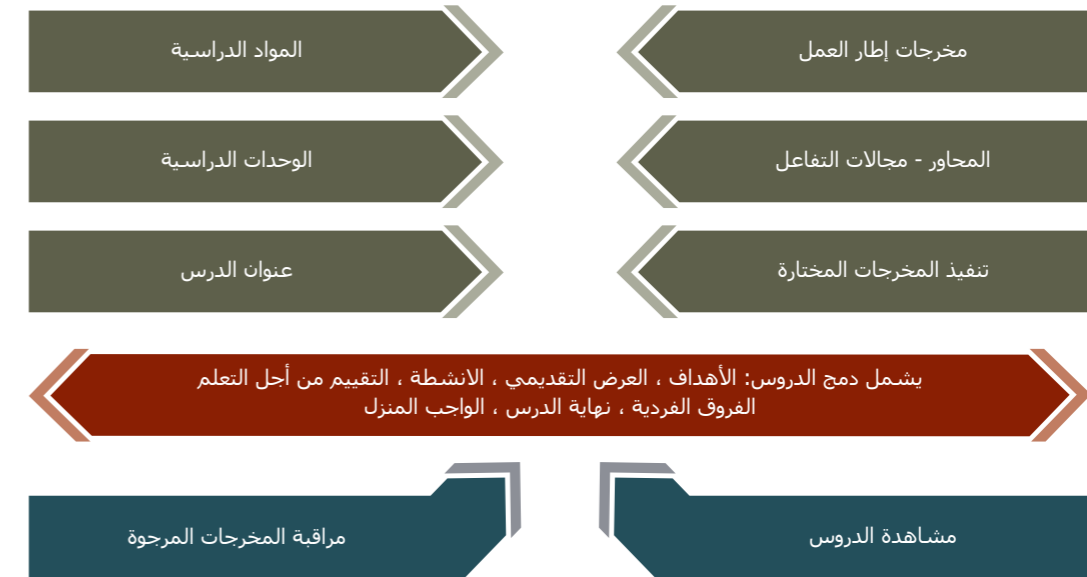 مخرجات إطار العمل
المواد الدراسية
المحاور - مجالات التفاعل
الوحدات الدراسية
تنفيذ المخرجات المختارة
عنوان الدرس
يشمل دمج الدروس: الأهداف ، العرض التقديمي ، الانشطة ، التقييم من أجل التعلم
الفروق الفردية ، نهاية الدرس ، الواجب المنزل
مشاهدة الدروس
مراقبة المخرجات المرجوة